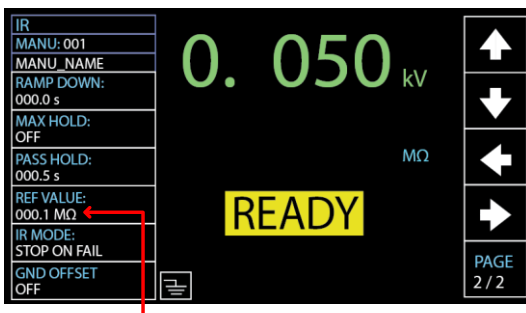 IR
MANU: 001
MANU_NAME
RAMP DOWN:
000.0 s
MAX HOLD:
OFF
PASS HOLD:
000.5 s
REF VALUE:
000.1 MΩ
IR MODE:
STOP ON FAIL
GND OFFSET
OFF
0. 050 kV
MΩ
READY
PAGE
2 / 2